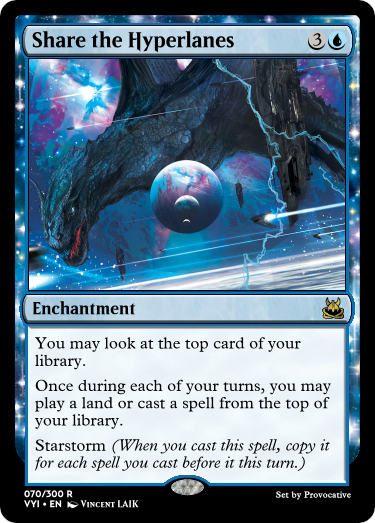 Share the Hyperlanes 3
Enchantment
You may look at the top card of your
library.
Once during each of your turns, you may
play a land or cast a spell from the top of
your library.
Starstorm (When you cast this spell, copy it
for each spell you cast before it this turn.)
070/300 R
VYI • EN Vincent LAIK
Set by Provocative